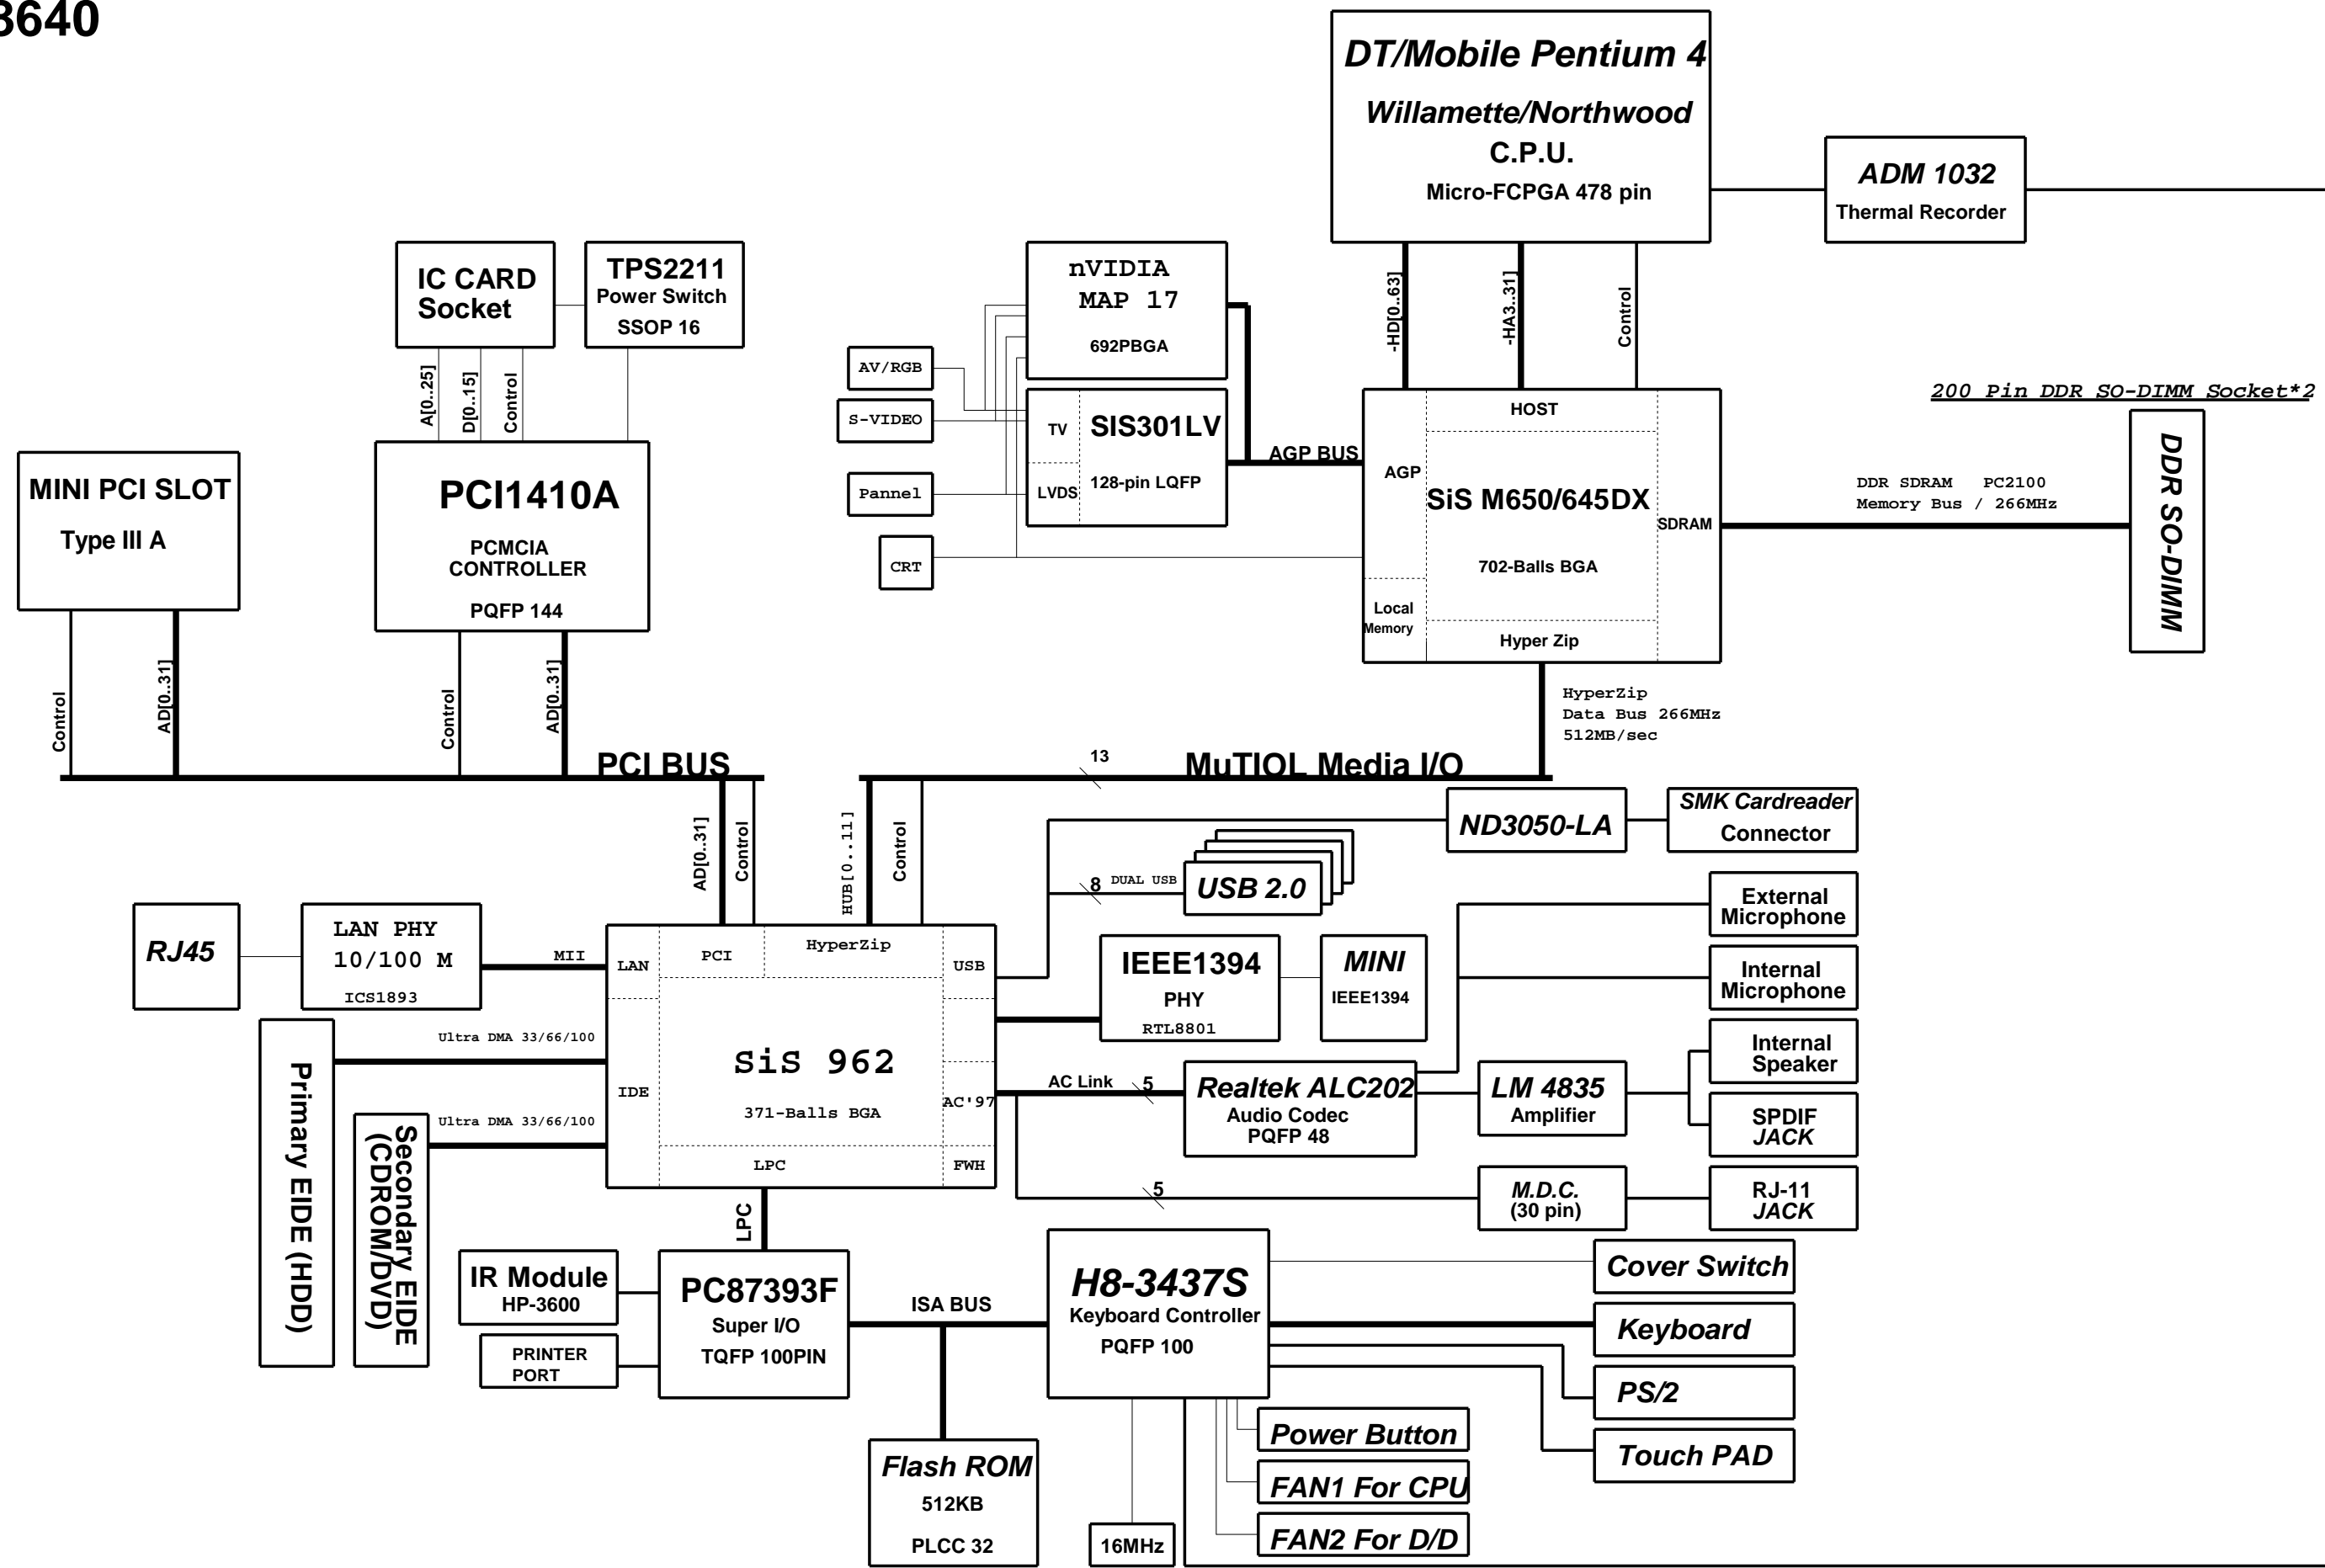 3640
DT/Mobile Pentium 4
Willamette/Northwood
C.P.U.
Micro-FCPGA 478 pin
ADM 1032
Thermal Recorder
IC CARD
Socket
TPS2211
Power Switch
SSOP 16
nVIDIA
MAP 17
692PBGA
-HD[0..63]
-HA3..31]
Control
A[0..25]
D[0..15]
Control
AV/RGB
S-VIDEO
Pannel
CRT
TV
LVDS
SIS301LV
128-pin LQFP
AGP BUS
HOST
AGP
SiS M650/645DX
702-Balls BGA
SDRAM
Local
Memory
Hyper Zip
200 Pin DDR SO-DIMM Socket*2
DDR SDRAM PC2100
Memory Bus / 266MHz
DDR SO-DIMM
MINI PCI SLOT
Type III A
PCI1410A
PCMCIA
CONTROLLER
PQFP 144
Control
AD[0..31]
Control
AD[0..31]
HyperZip
Data Bus 266MHz
512MB/sec
PCI BUS
13
MuTIOL Media I/O
AD[0..31]
Control
HUB[0..11]
Control
ND3050-LA
SMK Cardreader
Connector
8
DUAL USB
USB 2.0
External
Microphone
RJ45
LAN PHY
10/100 M
ICS1893
MII
LAN
PCI
HyperZip
USB
IEEE1394
PHY
RTL8801
MINI
IEEE1394
Internal
Microphone
Ultra DMA 33/66/100
Internal
Speaker
SiS 962
371-Balls BGA
IDE
AC'97
AC Link
5
Realtek ALC202
Audio Codec
PQFP 48
LM 4835
Amplifier
SPDIF
JACK
Ultra DMA 33/66/100
LPC
FWH
5
M.D.C.
(30 pin)
RJ-11
JACK
Primary EIDE (HDD)
Secondary EIDE
(CDROM/DVD)
LPC
IR Module
HP-3600
PRINTER
PORT
PC87393F
Super I/O
TQFP 100PIN
ISA BUS
H8-3437S
Keyboard Controller
PQFP 100
Cover Switch
Keyboard
PS/2
Touch PAD
Power Button
FAN1 For CPU
FAN2 For D/D
Flash ROM
512KB
PLCC 32
16MHz